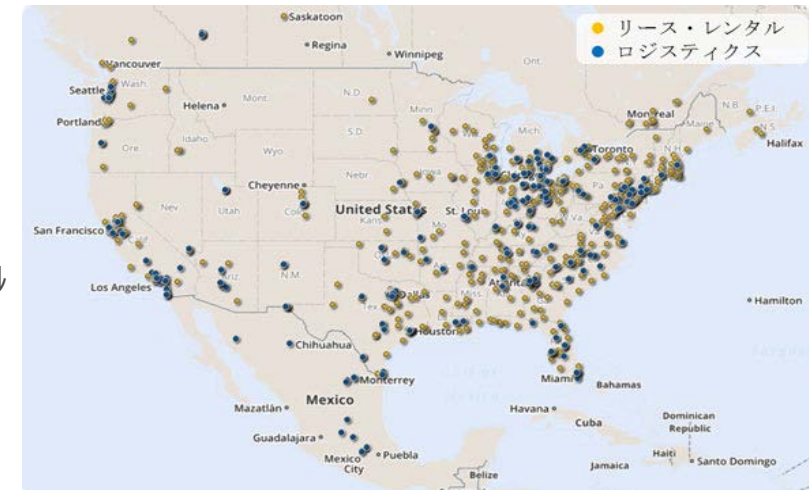 リース・レンタル
ロジスティクス
Saskatoon
Regina
Winnipeg
Ont.
Vancouver
Seattle
Wash.
Helena
Mont.
N.D.
Minn.
Montreal
N.B.
P.E.I.
Portland
Ore.
Idaho
S.D.
Mich.
Toronto
Maine
N.S.
Halifax
N.H.
Wyo.
Cheyenne
Nebr.
Iowa
Pa.
Nev.
Utah
Colo.
United States
St. Louis
W.Va.
San Francisco
Calif.
Kans.
Mo.
Los Angeles
Ariz.
N.M.
Atlanta
Miss.
Dallas
Tex.
Hamilton
Houston
Chihuahua
Monterrey
Miami
Bahamas
Mexico
Mazatlán
Havana
Cuba
Dominican
Republic
Guadalajara
Mexico
City
Puebla
Haiti
Santo Domingo
Jamaica
Belize